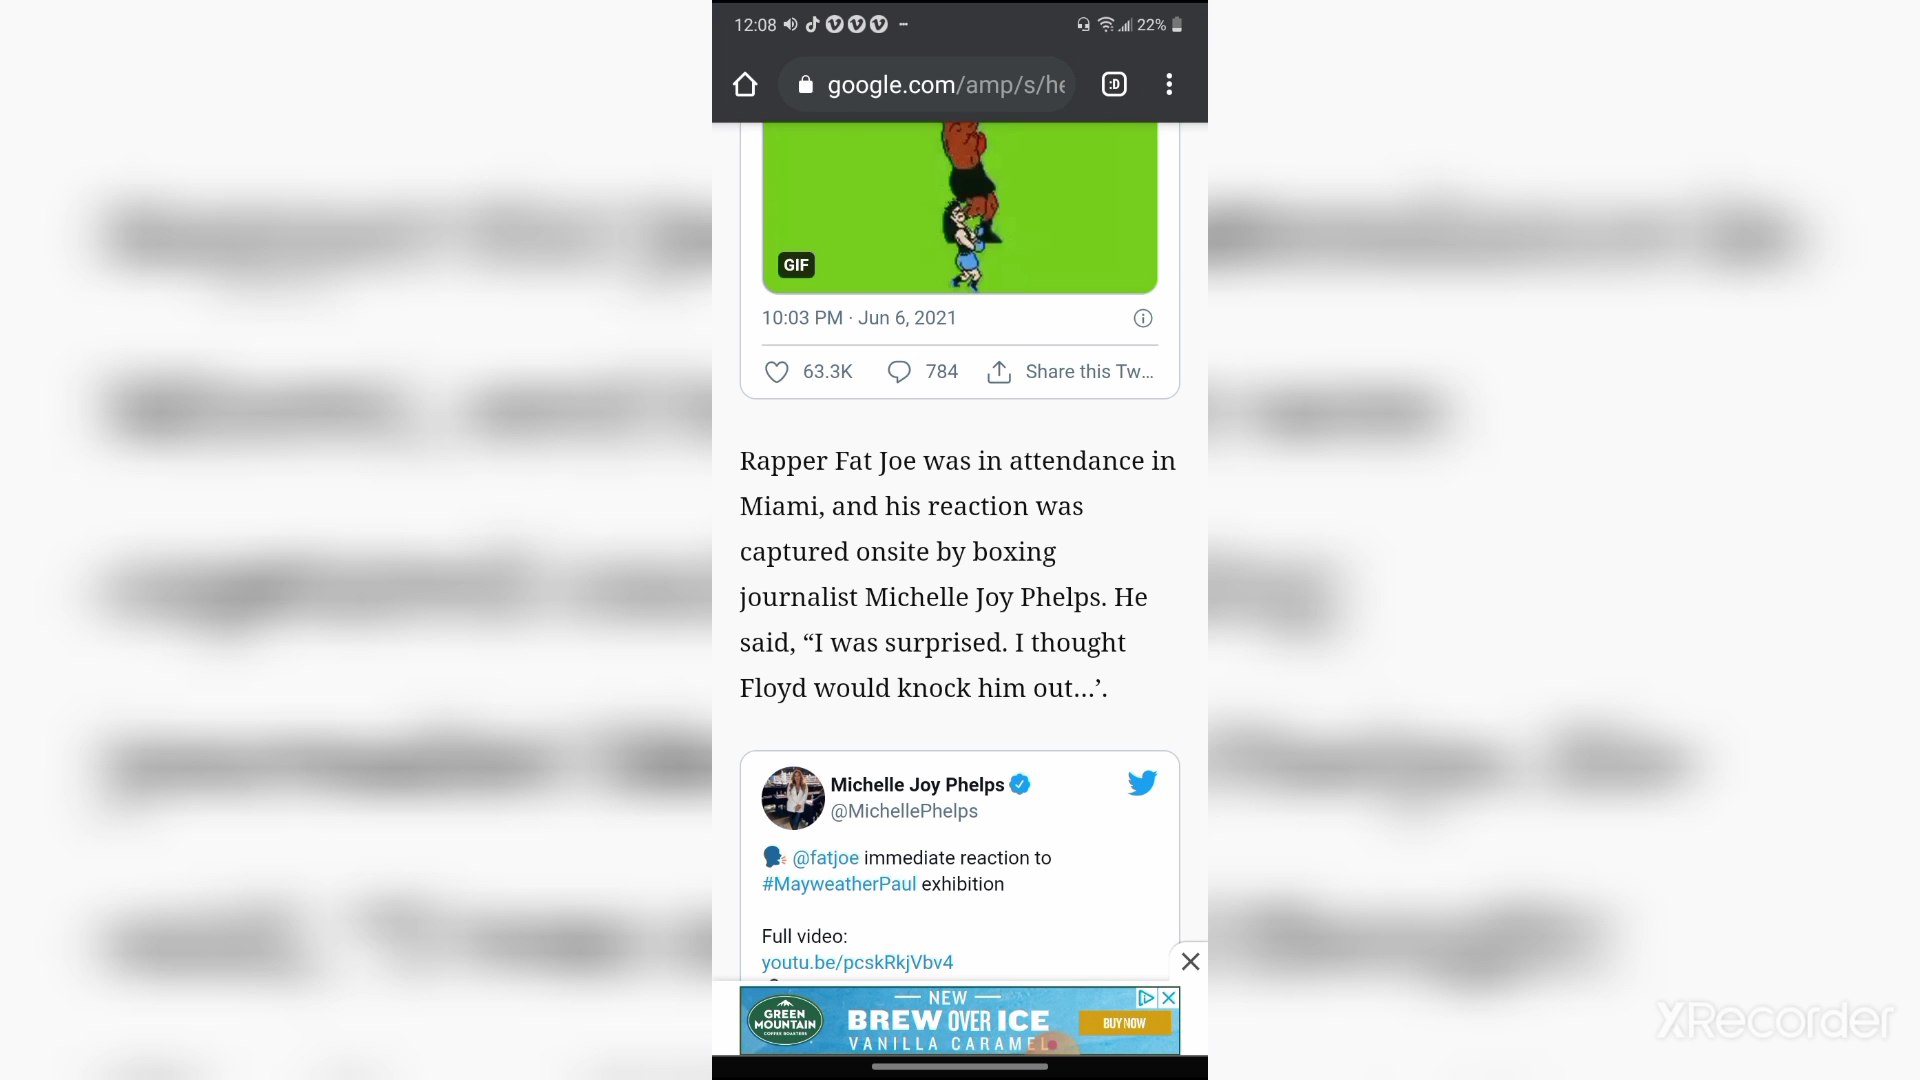 12:08
22%
google.com/amp/s/he
:D
GIF
10:03 PM · Jun 6, 2021
63.3K
784
Share this Tw...
Rapper Fat Joe was in attendance in
Miami, and his reaction was
captured onsite by boxing
journalist Michelle Joy Phelps. He
said, “I was surprised. I thought
Floyd would knock him out...’.
Michelle Joy Phelps
@MichellePhelps
@fatjoe immediate reaction to
#MayweatherPaul exhibition
Full video:
youtu.be/pcskRkjVbv4
GREEN
MOUNTAIN
COFFEE ROASTERS
NEW
BREW OVER ICE
VANILLA CARAMEL
BUY NOW
XRecorder